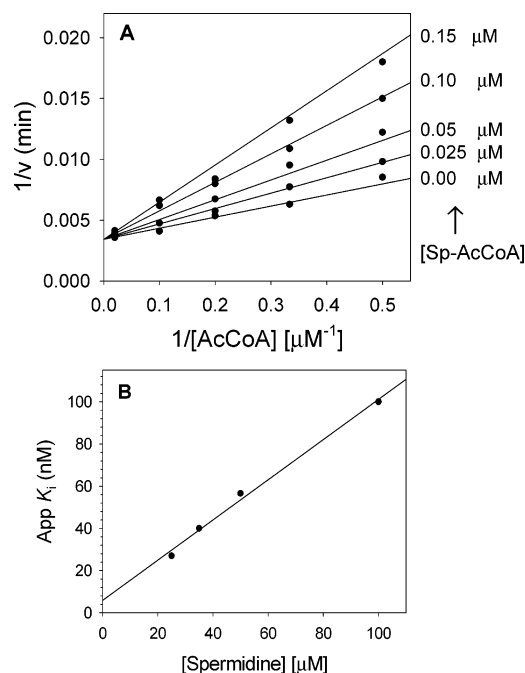 A
0.020
0.015
0.010
0.005
0.000
1/v (min)
0.15 μM
0.10 μM
0.05 μM
0.025 μM
0.00 μM
[Sp-AcCoA]
0.0 0.1 0.2 0.3 0.4 0.5
1/[AcCoA] [μM⁻¹]
B
100
80
60
40
20
0
App Ki (nM)
0 20 40 60 80 100
[Spermidine] [μM]